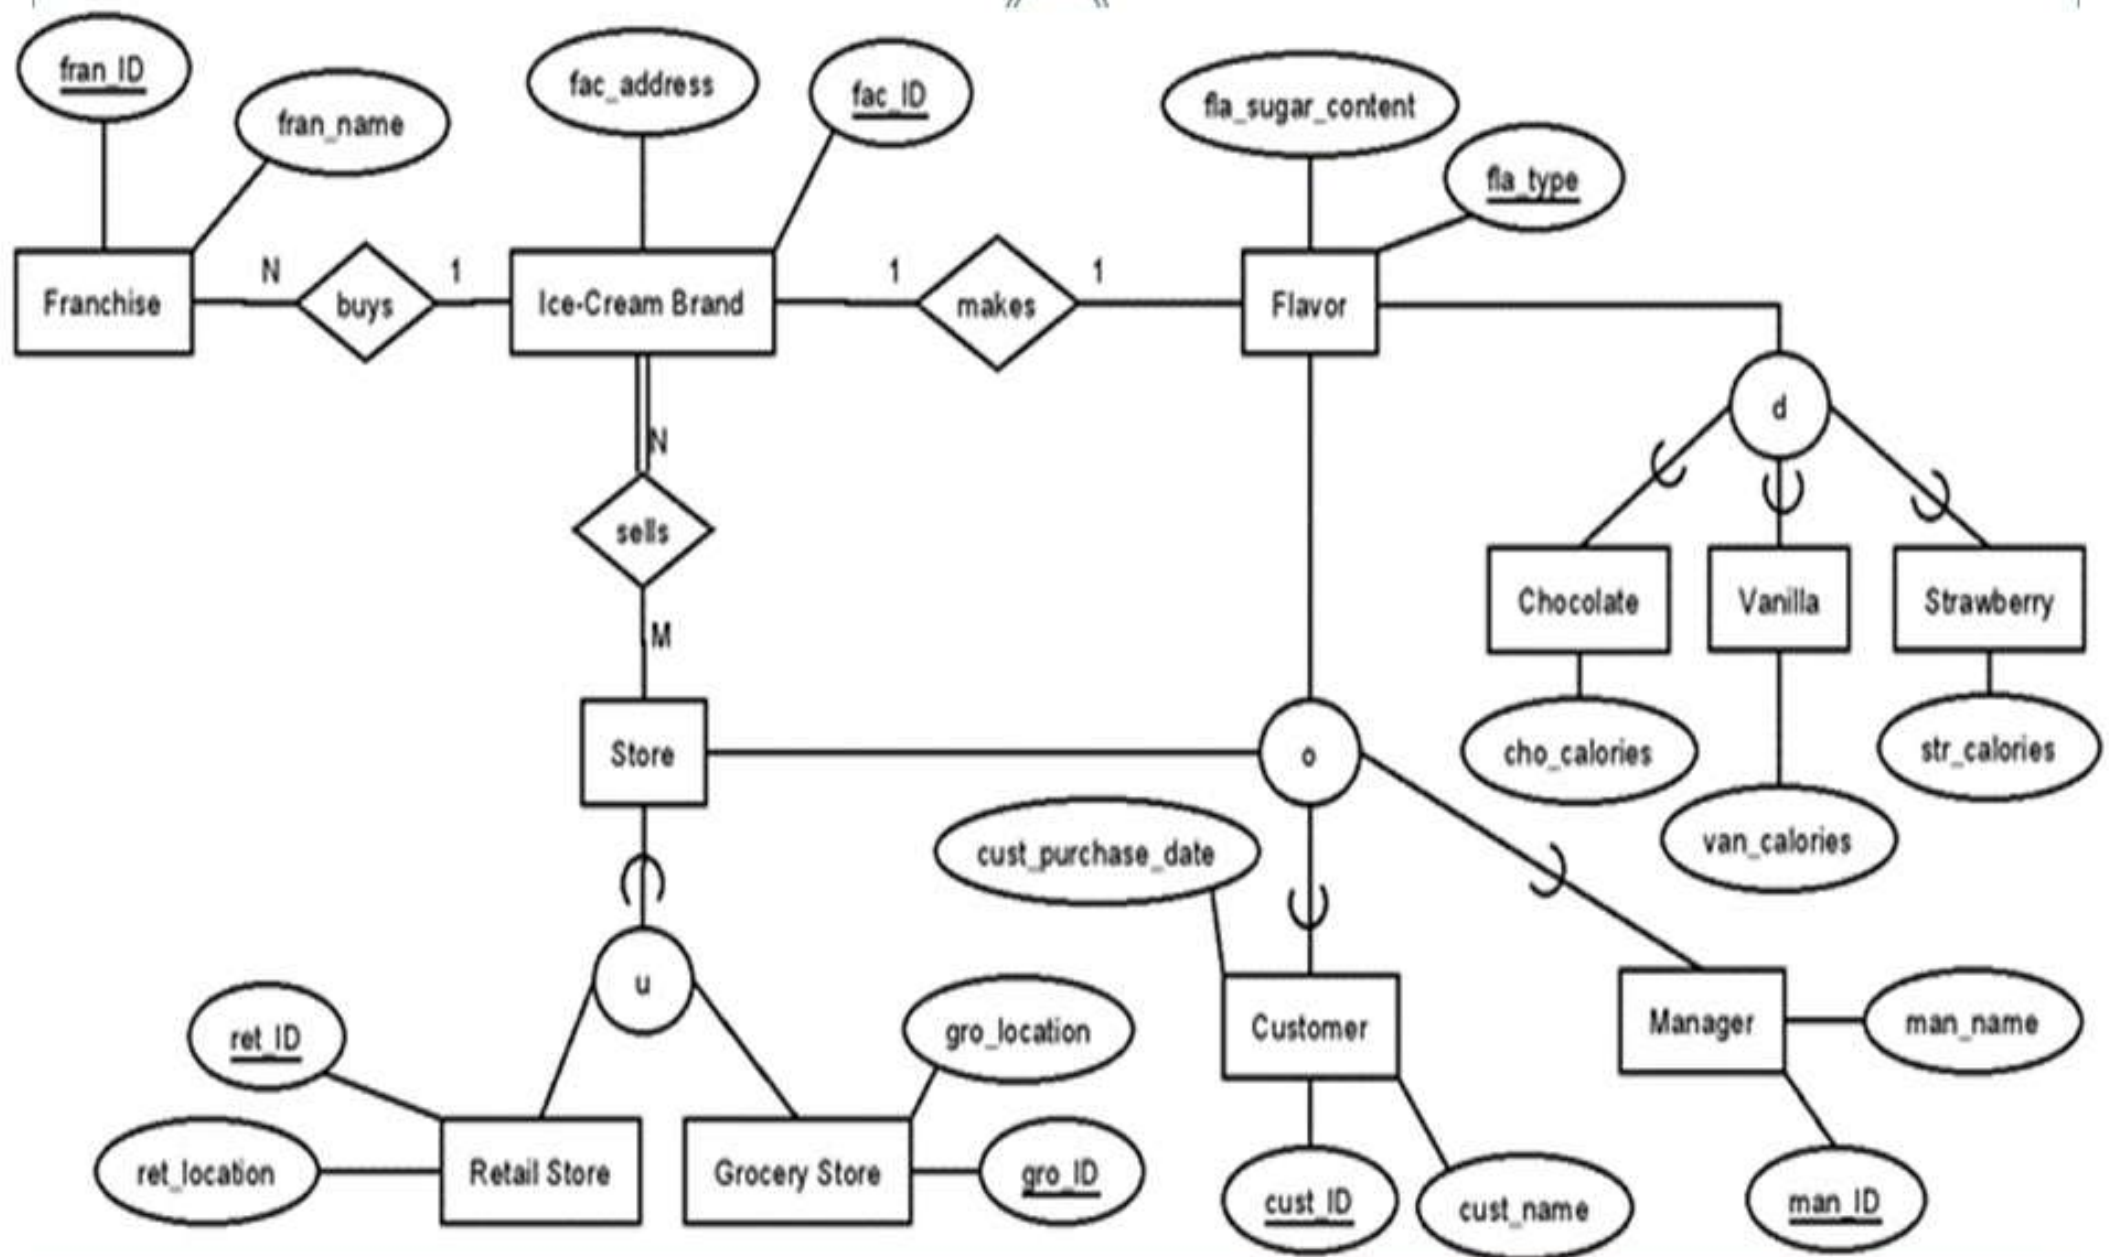 fran_ID
fran_name
fac_address
fac_ID
fla_sugar_content
fla_type
Franchise
N
buys
1
Ice-Cream Brand
1
makes
1
Flavor
d
N
sells
M
Chocolate
Vanilla
Strawberry
Store
o
cho_calories
str_calories
van_calories
cust_purchase_date
u
ret_ID
gro_location
Customer
Manager
man_name
ret_location
Retail Store
Grocery Store
gro_ID
cust_ID
cust_name
man_ID